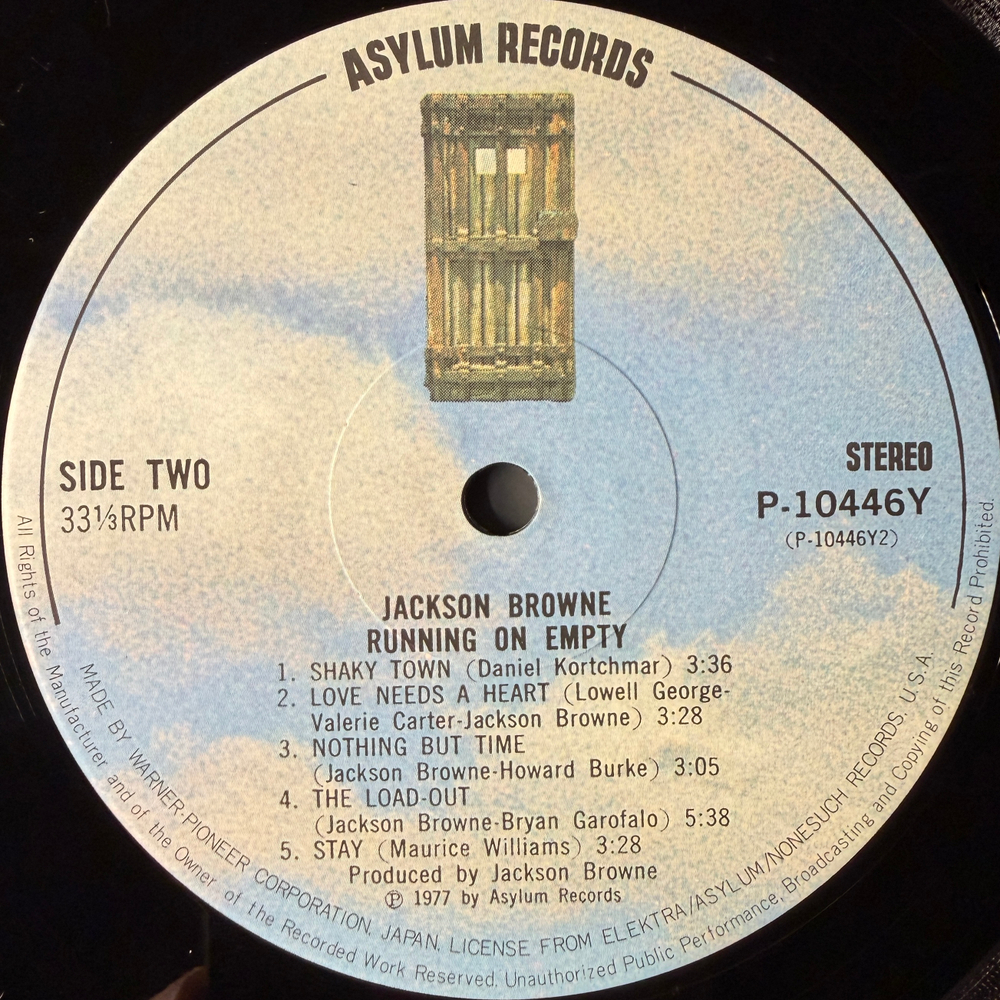 ASYLUM RECORDS
SIDE TWO
33⅓RPM
STEREO
P-10446Y
(P-10446Y2)
JACKSON BROWNE
RUNNING ON EMPTY
1. SHAKY TOWN (Daniel Kortchmar) 3:36
2. LOVE NEEDS A HEART (Lowell George-
Valerie Carter-Jackson Browne) 3:28
3. NOTHING BUT TIME
(Jackson Browne-Howard Burke) 3:05
4. THE LOAD-OUT
(Jackson Browne-Bryan Garofalo) 5:38
5. STAY (Maurice Williams) 3:28
Produced by Jackson Browne
Ⓟ 1977 by Asylum Records
MADE BY WARNER-PIONEER CORPORATION, JAPAN. LICENSE FROM ELEKTRA/ASYLUM/NONESUCH RECORDS, U.S.A.
All Rights of the Manufacturer and of the Owner of the Recorded Work Reserved. Unauthorized Public Performance, Broadcasting and Copying of this Record Prohibited.